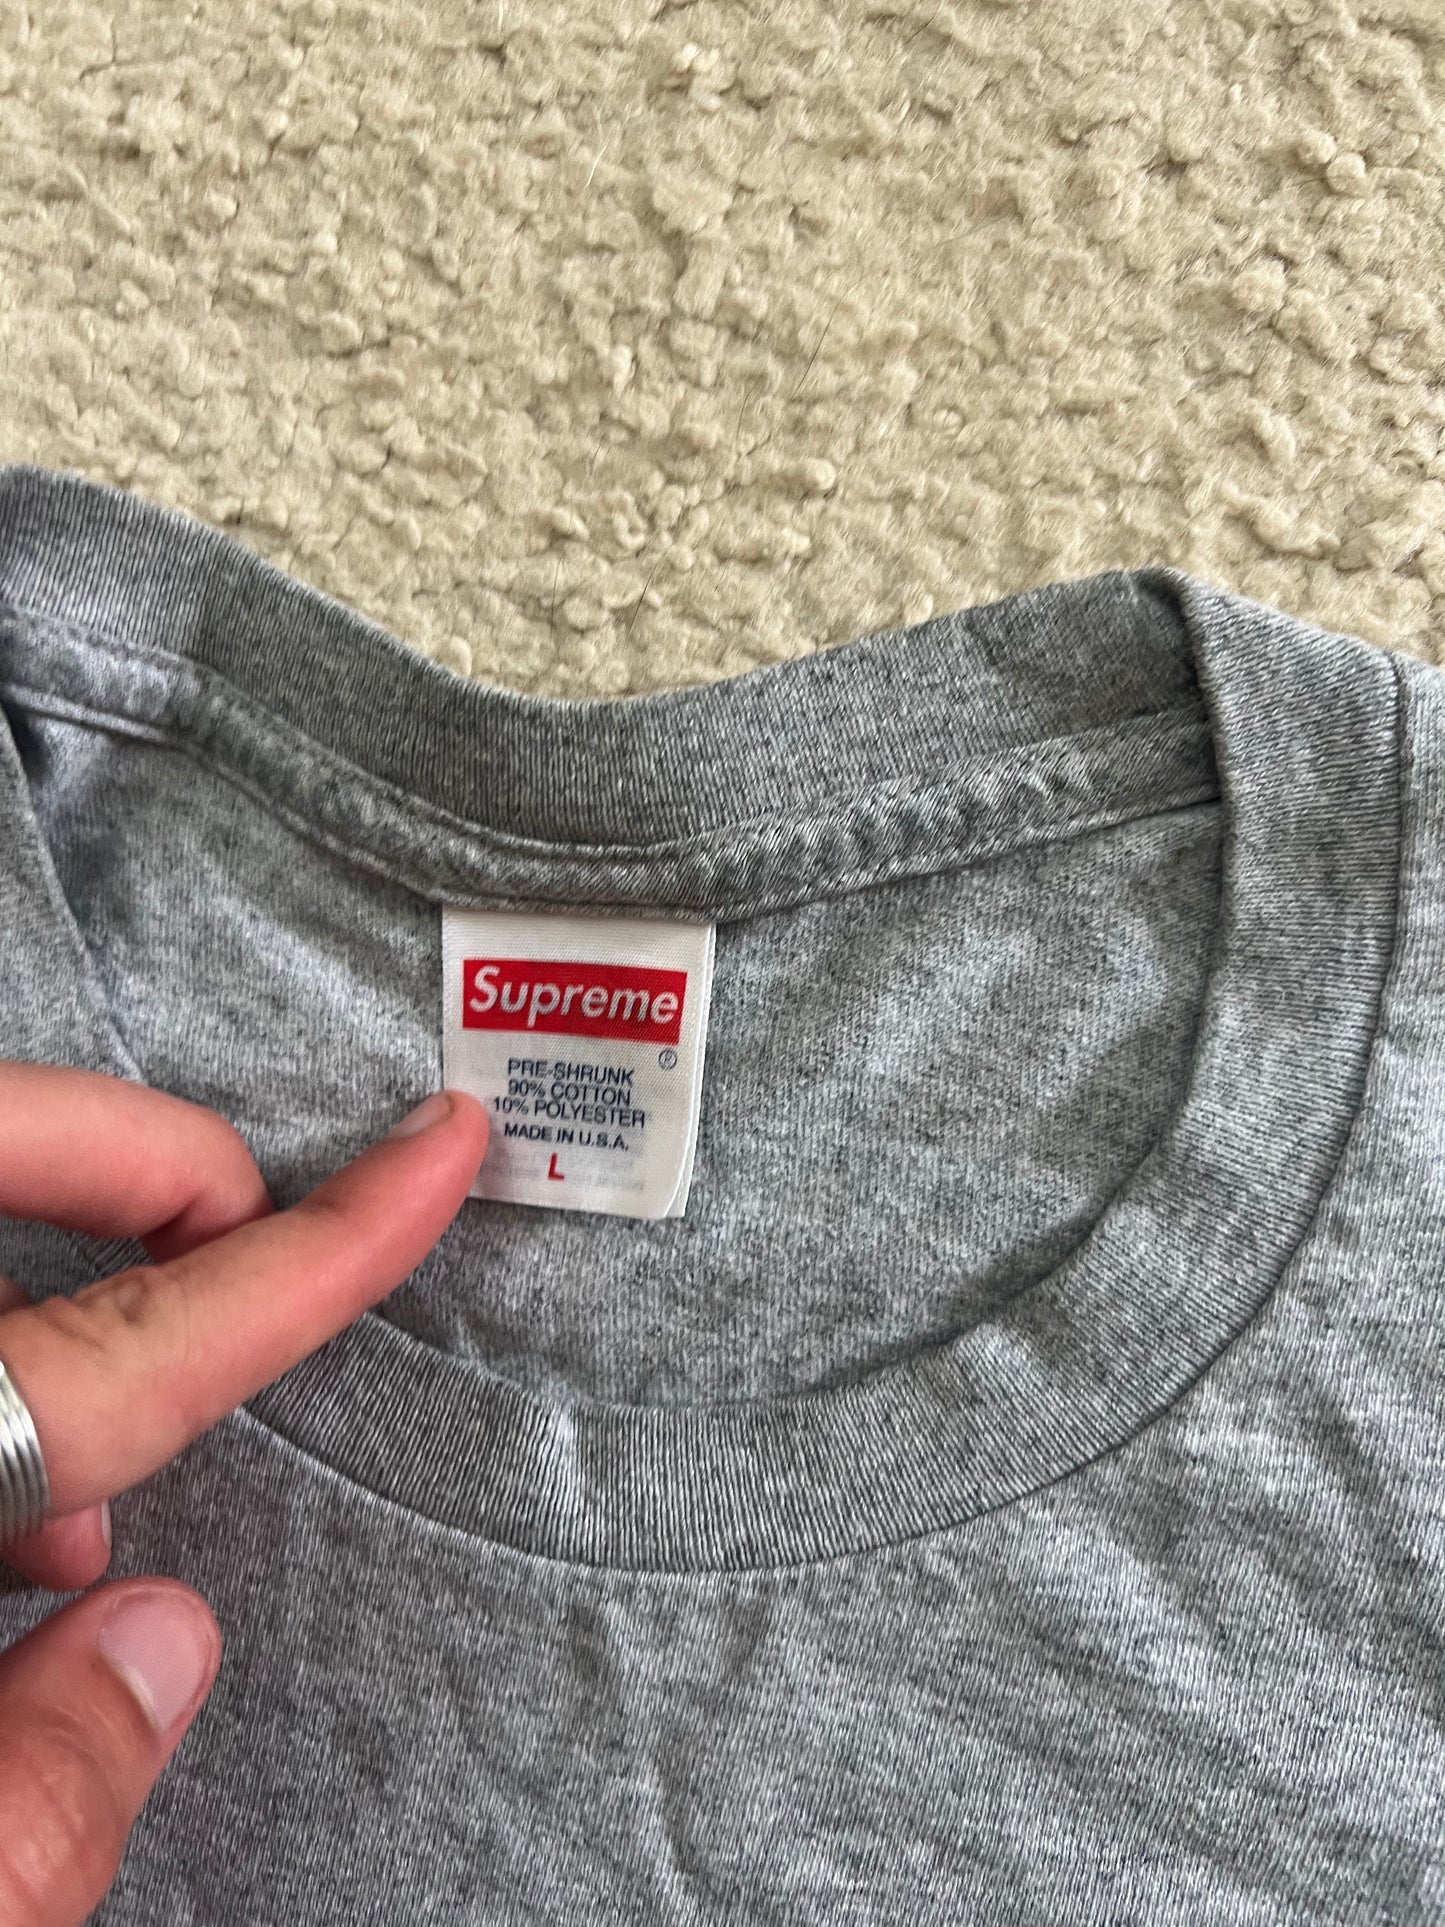 Supreme
®
PRE-SHRUNK
90% COTTON
10% POLYESTER
MADE IN U.S.A.
L